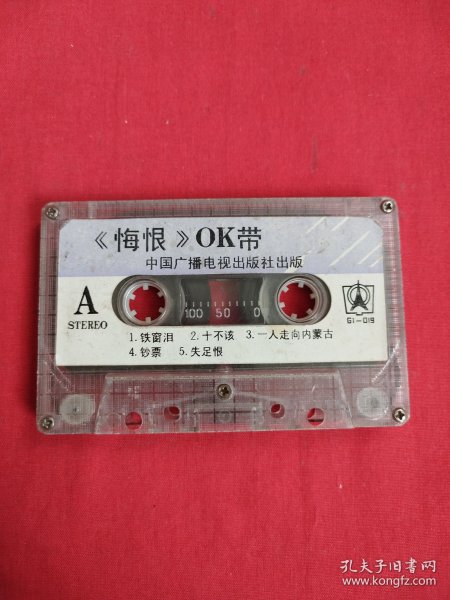 《悔恨》OK带
中国广播电视出版社出版
A
STEREO
100 50 0
G1-019
1.铁窗泪 2.十不该 3.一人走向内蒙古
4.钞票 5.失足恨
孔夫子旧书网
www.kongfz.com